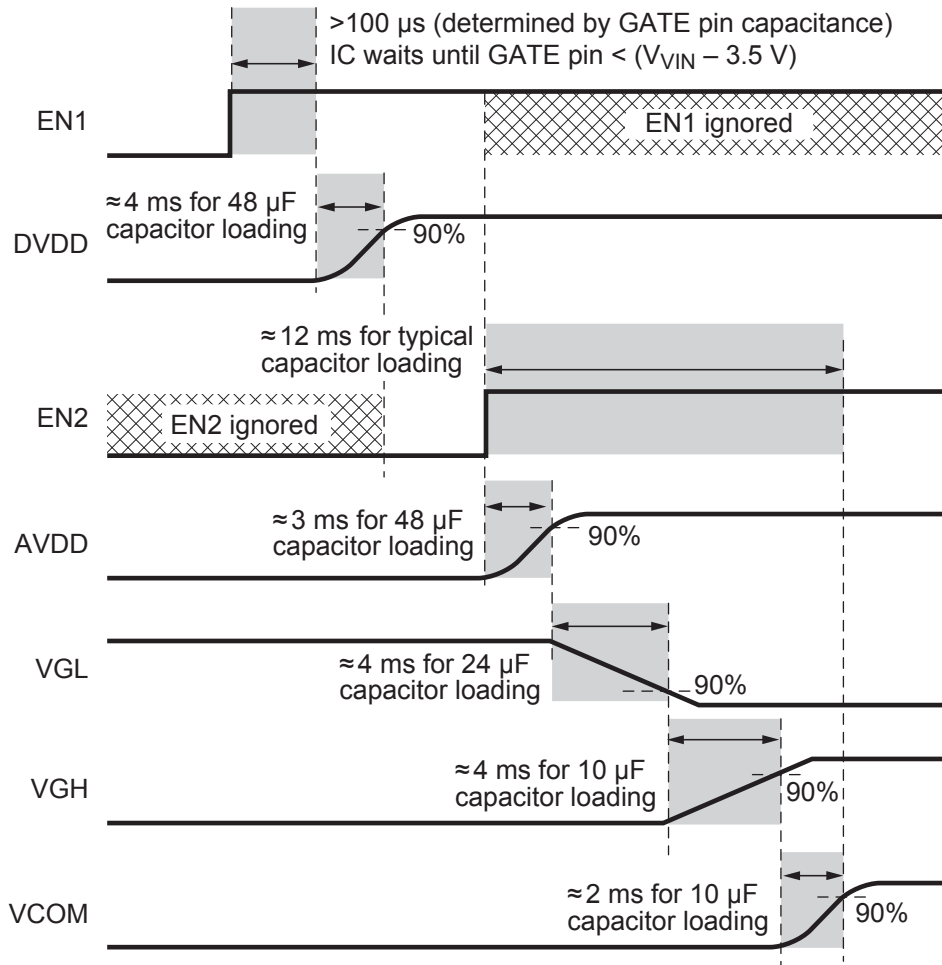 >100 µs (determined by GATE pin capacitance)
IC waits until GATE pin < (VVIN – 3.5 V)
EN1
EN1 ignored
≈4 ms for 48 µF
capacitor loading
DVDD
90%
≈12 ms for typical
capacitor loading
EN2
EN2 ignored
≈3 ms for 48 µF
capacitor loading
AVDD
90%
VGL
≈4 ms for 24 µF
capacitor loading
90%
VGH
≈4 ms for 10 µF
capacitor loading
90%
VCOM
≈2 ms for 10 µF
capacitor loading
90%